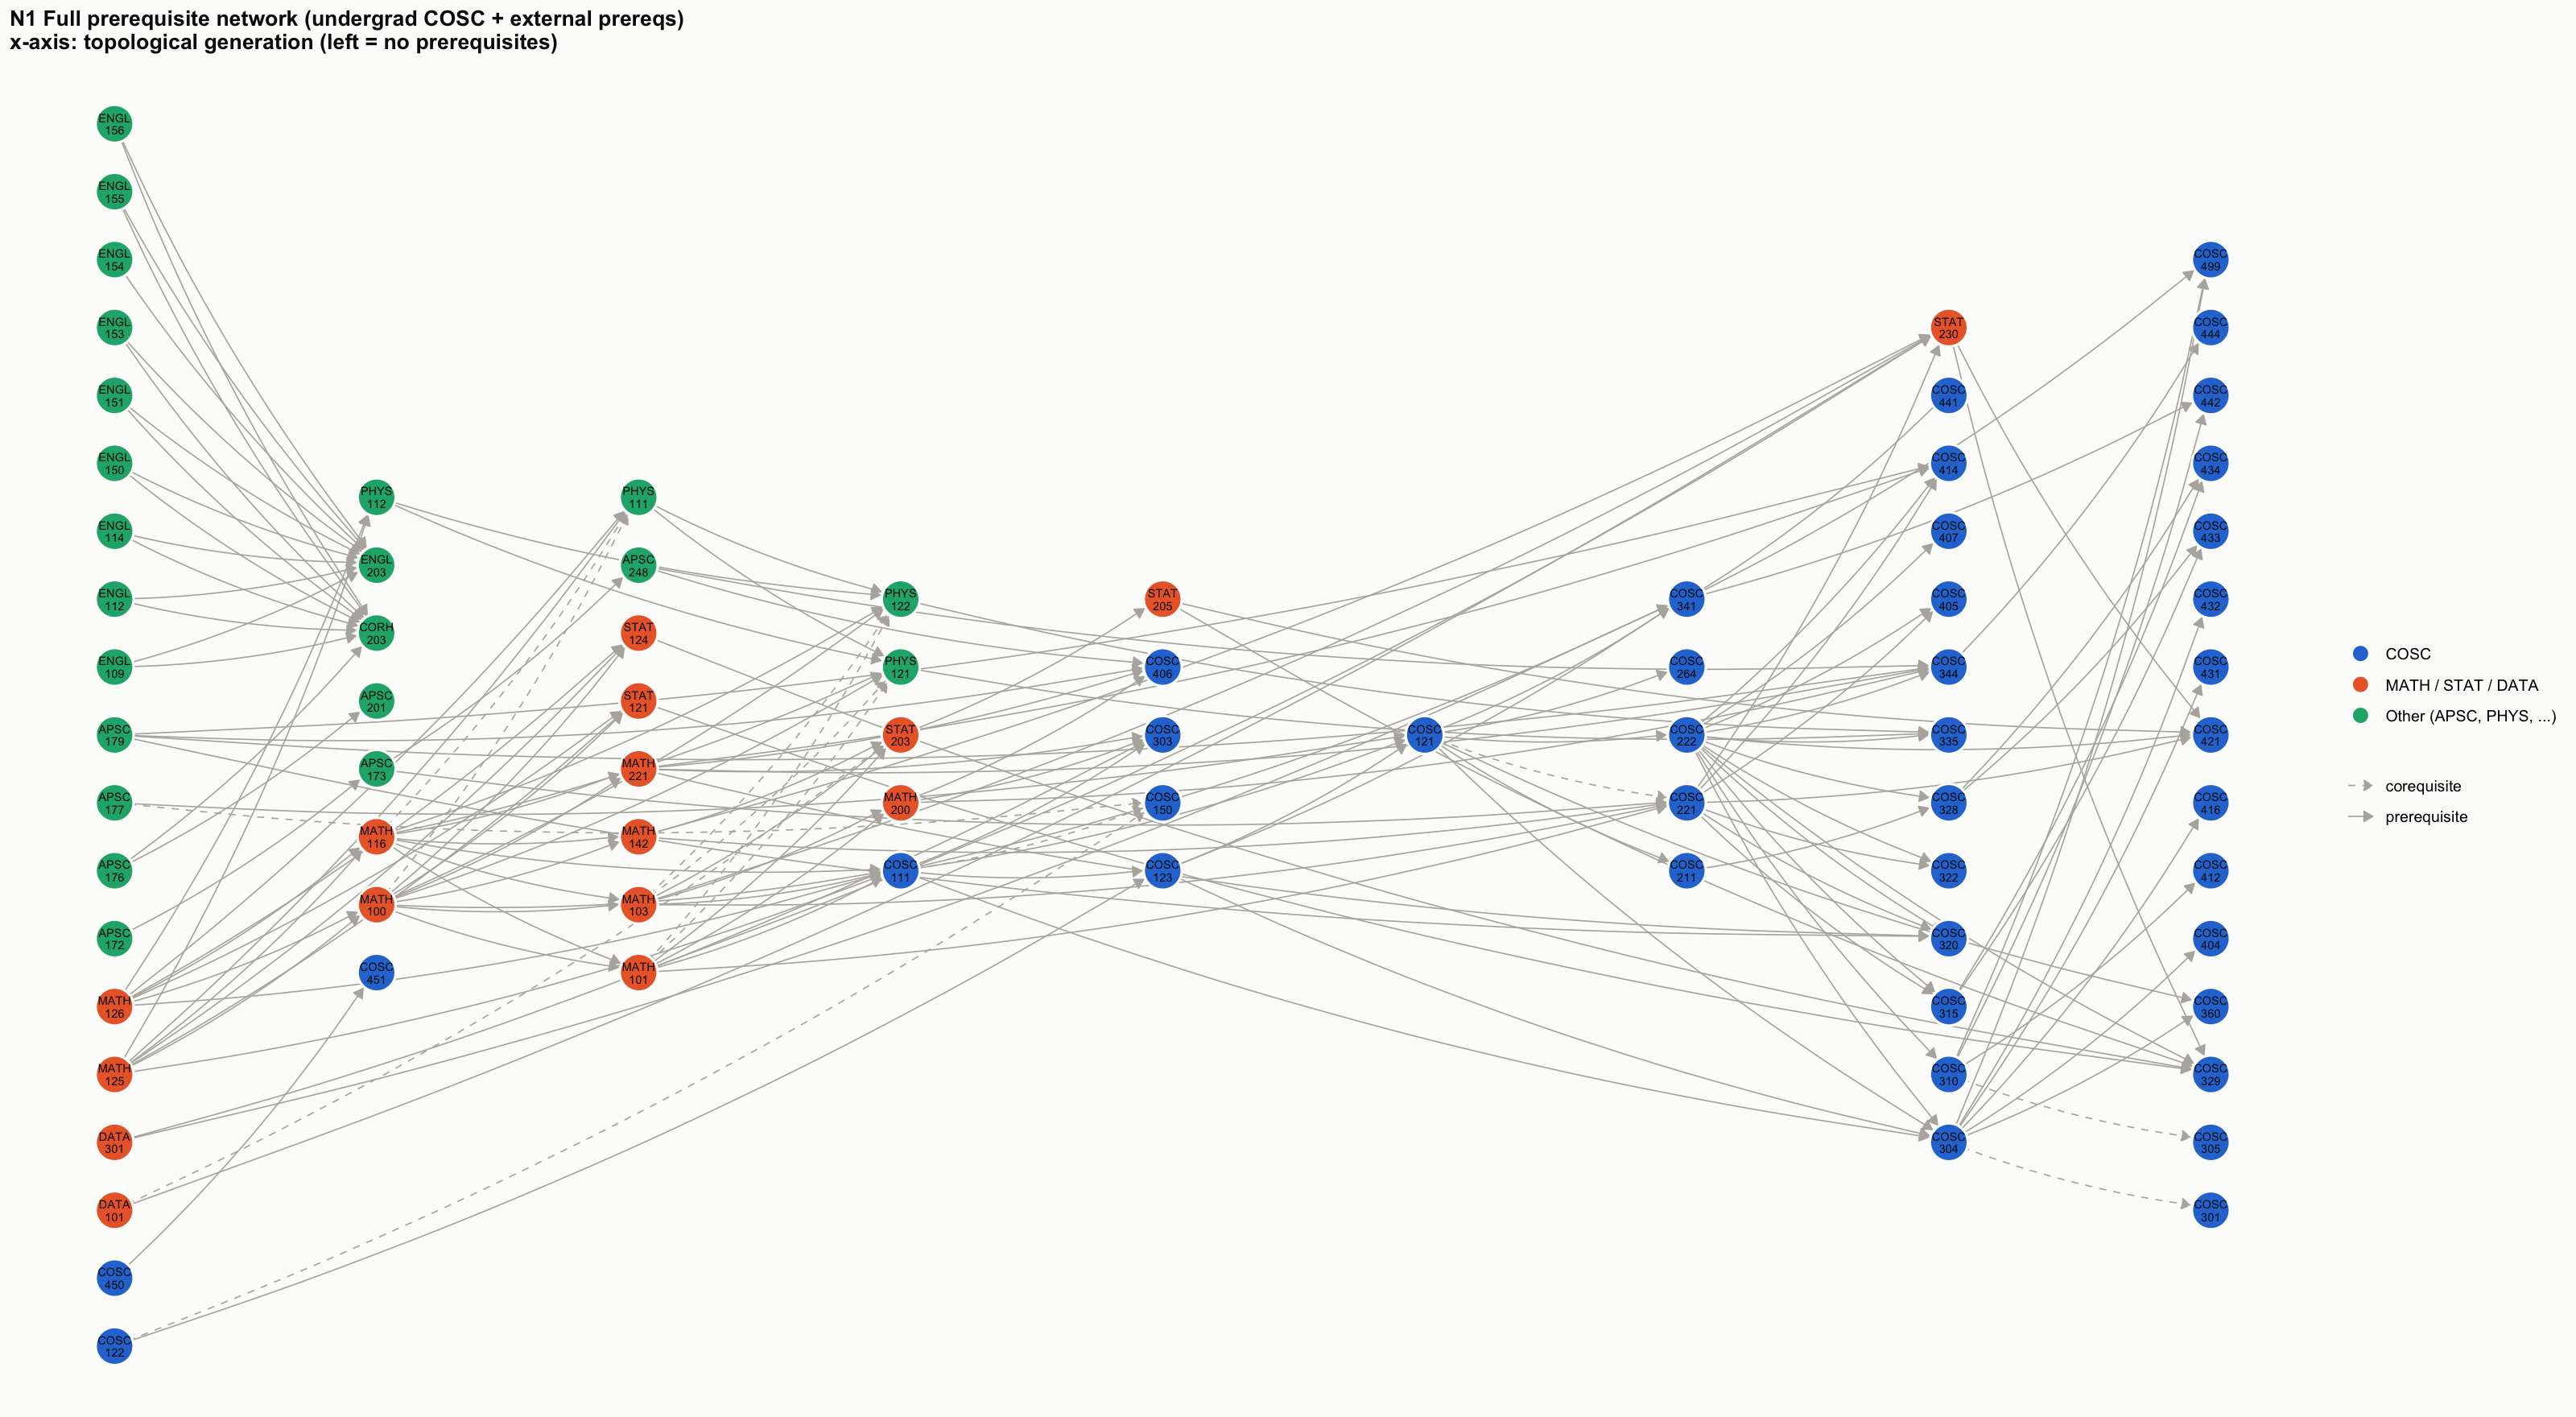 N1 Full prerequisite network (undergrad COSC + external prereqs)
x-axis: topological generation (left = no prerequisites)
ENGL
156
ENGL
155
ENGL
154
ENGL
153
ENGL
151
ENGL
150
ENGL
114
ENGL
112
ENGL
109
APSC
179
APSC
177
APSC
176
APSC
172
MATH
126
MATH
125
DATA
301
DATA
101
COSC
450
COSC
122
PHYS
112
ENGL
203
CORH
203
APSC
201
APSC
173
MATH
116
MATH
100
COSC
451
PHYS
111
APSC
248
STAT
124
STAT
121
MATH
221
MATH
142
MATH
103
MATH
101
PHYS
122
PHYS
121
STAT
203
MATH
200
COSC
111
STAT
205
COSC
406
COSC
303
COSC
150
COSC
123
COSC
121
COSC
341
COSC
264
COSC
222
COSC
221
COSC
211
STAT
230
COSC
441
COSC
414
COSC
407
COSC
405
COSC
344
COSC
335
COSC
328
COSC
322
COSC
320
COSC
315
COSC
310
COSC
304
COSC
499
COSC
444
COSC
442
COSC
434
COSC
433
COSC
432
COSC
431
COSC
421
COSC
416
COSC
412
COSC
404
COSC
360
COSC
329
COSC
305
COSC
301
COSC
MATH / STAT / DATA
Other (APSC, PHYS, ...)
corequisite
prerequisite